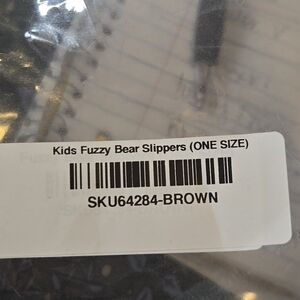 Kids Fuzzy Bear Slippers (ONE SIZE)
SKU64284-BROWN